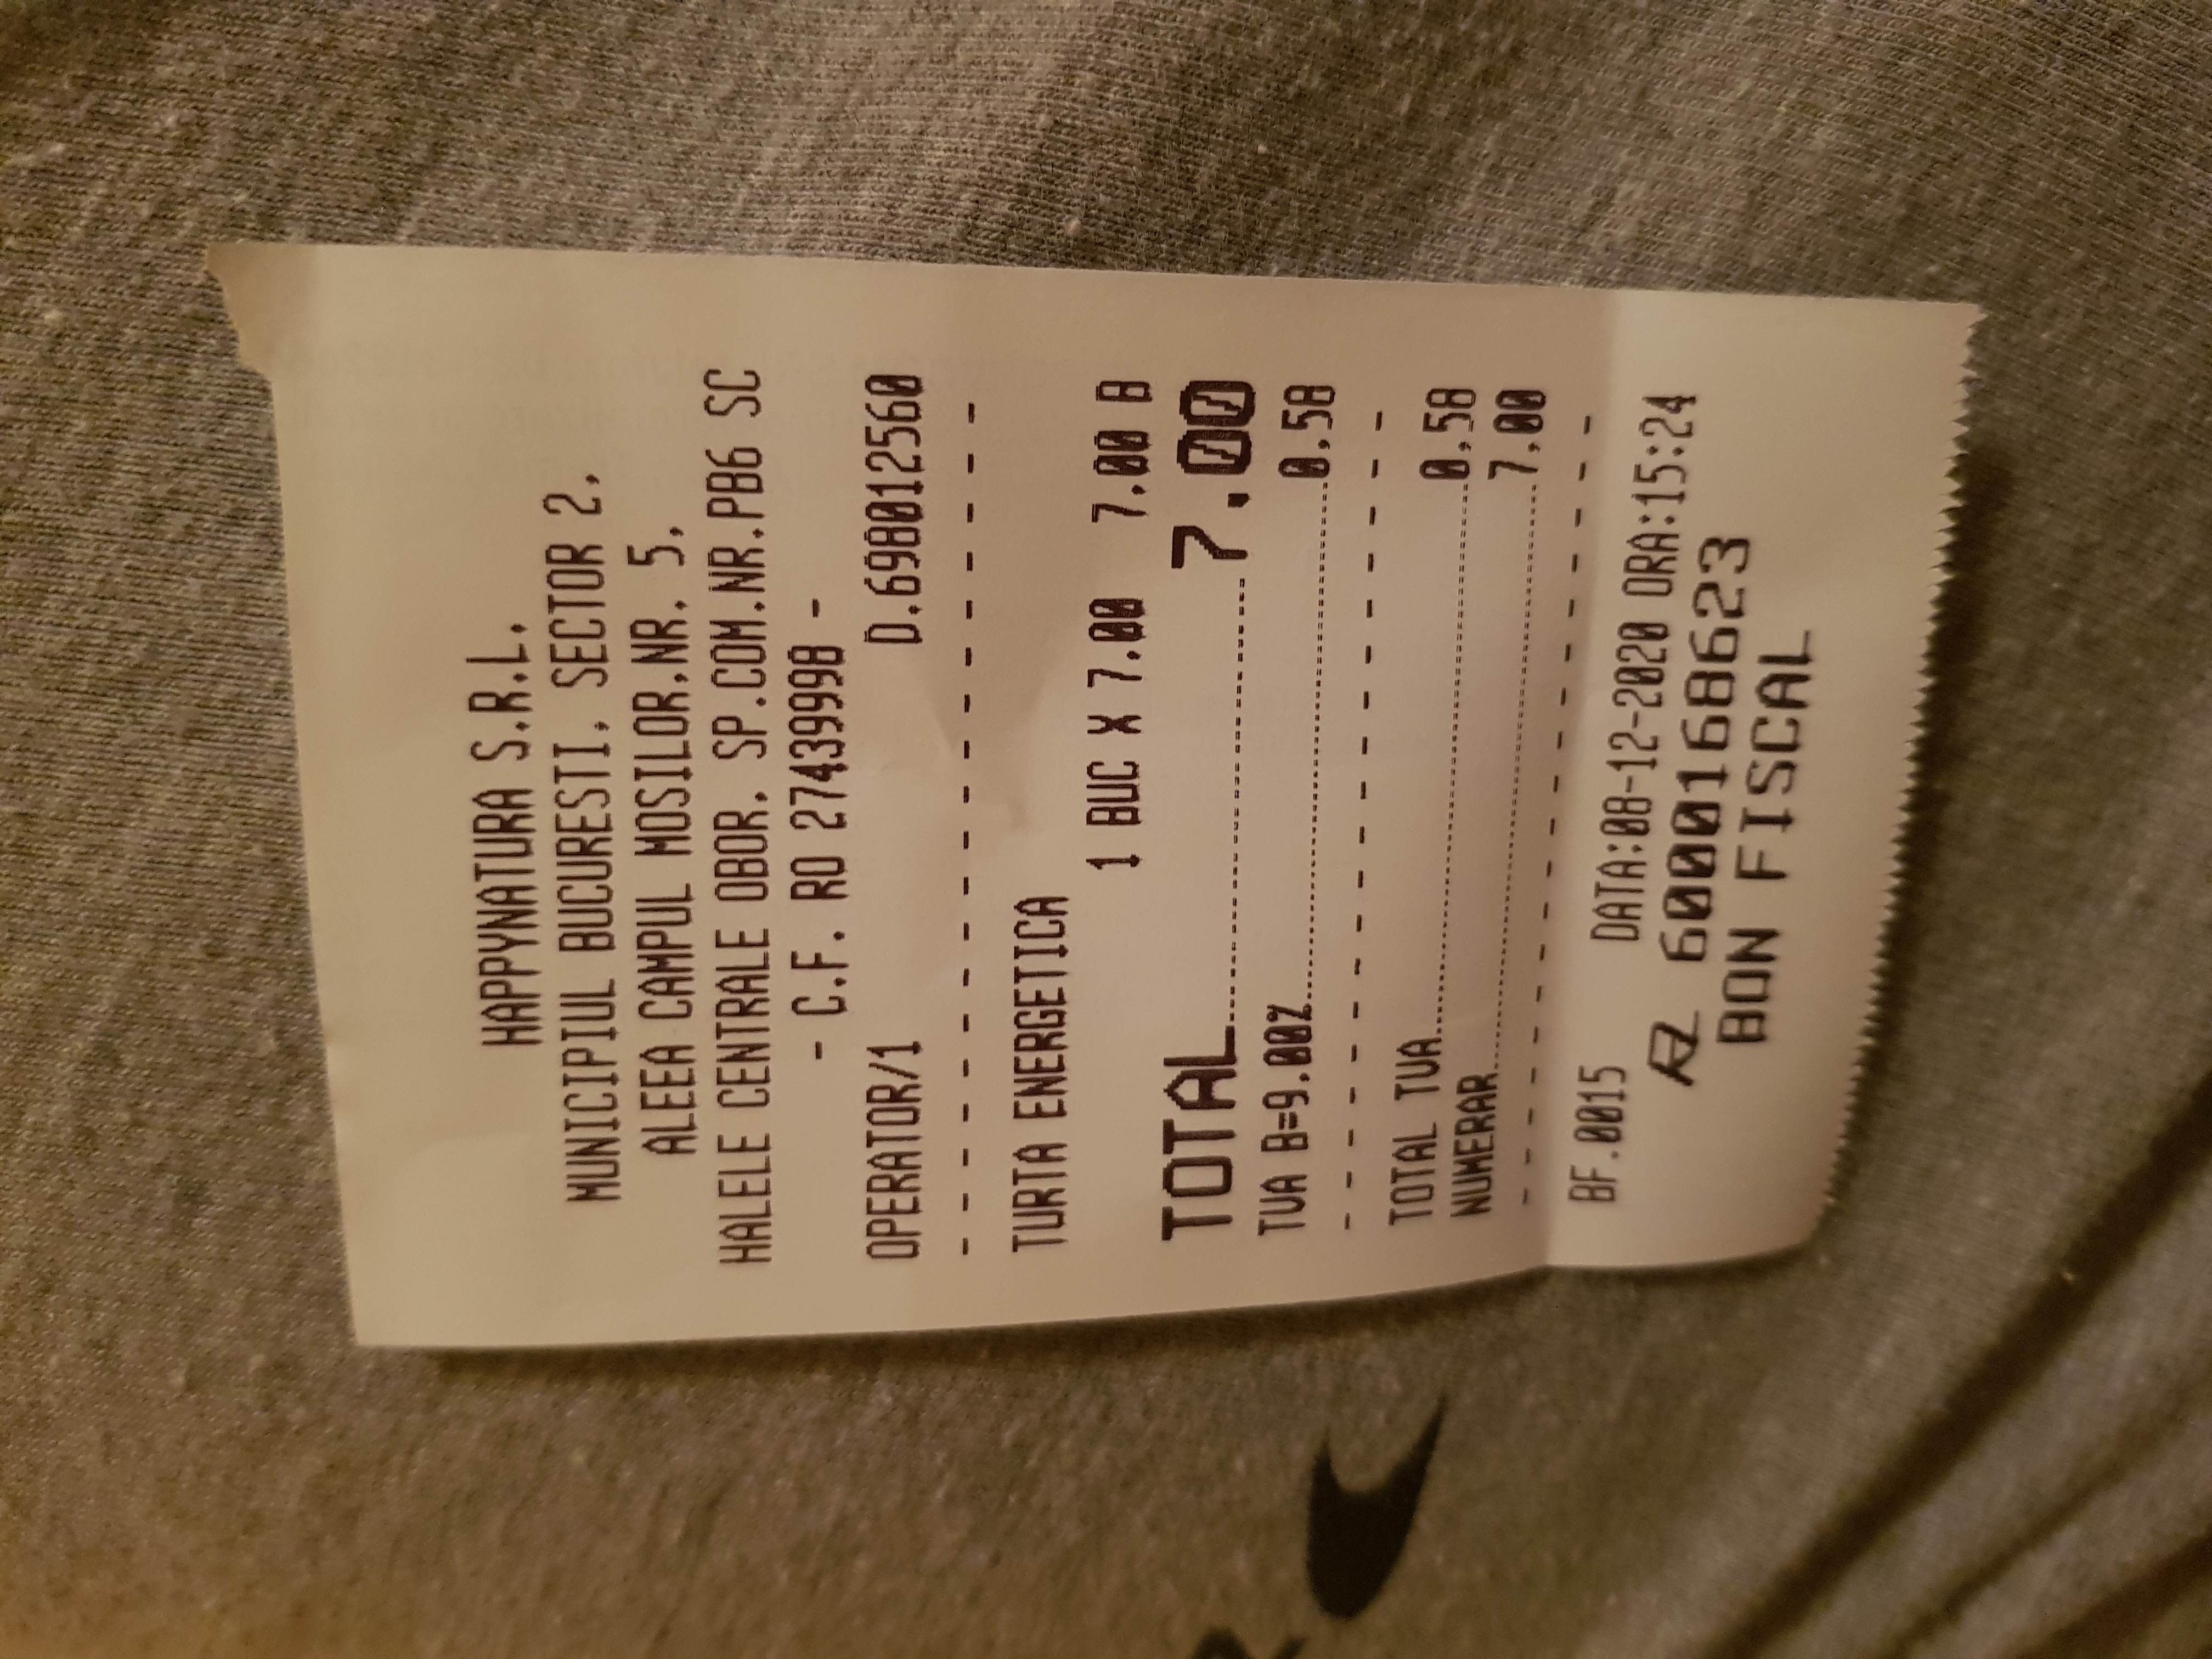 HAPPYNATURA S.R.L.
MUNICIPIUL BUCURESTI, SECTOR 2,
ALEEA CAMPUL MOSILOR,NR. 5,
HALELE CENTRALE OBOR, SP.COM.NR.PB6 SC
- C.F. RO 27439998 -
OPERATOR/1 D.698012560
TURTA ENERGETICA
1 BUC X 7.00 7.00 B
TOTAL 7.00
TVA B=9.00% 0,58
TOTAL TVA 0,58
NUMERAR 7,00
BF.0015 DATA:08-12-2020 ORA:15:24
6000168623
BON FISCAL